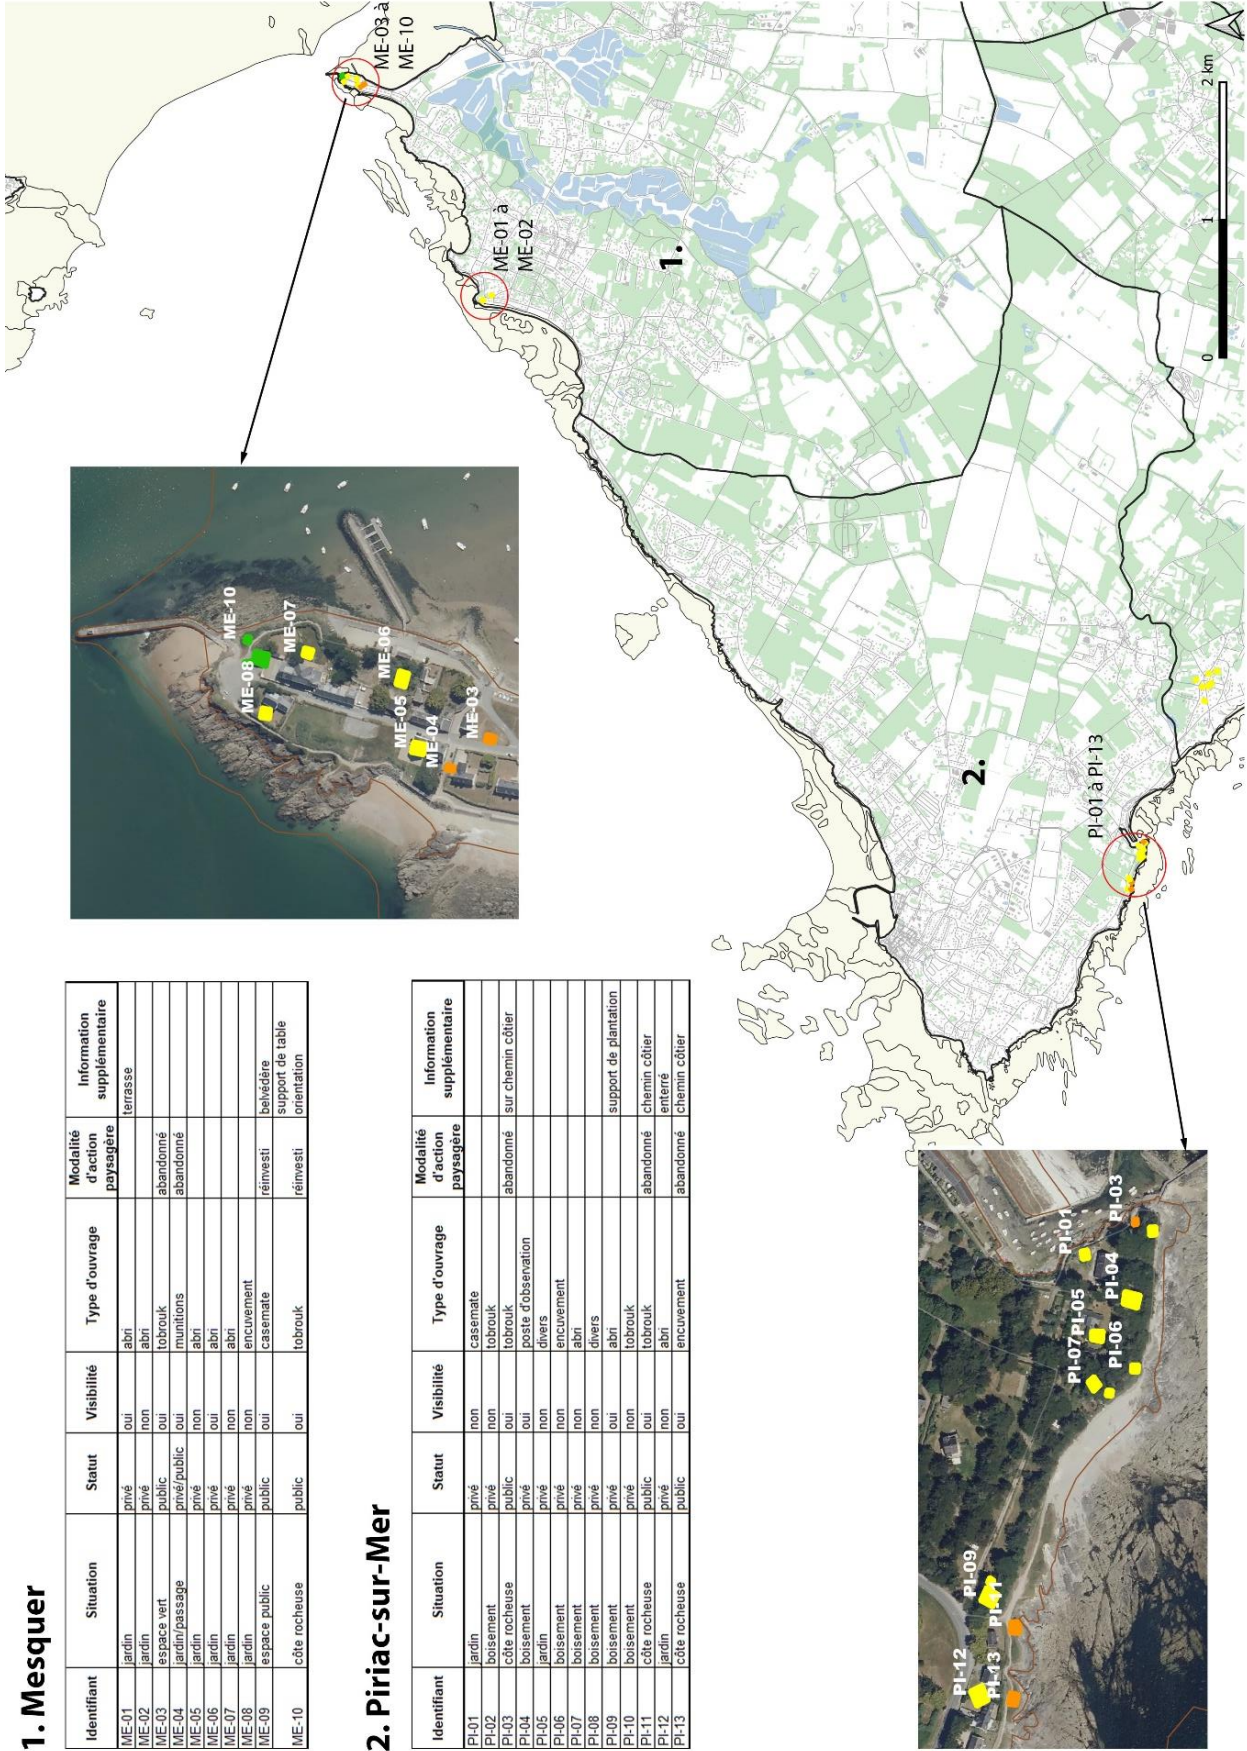 1. Mesquer
Identifiant Situation Statut Visibilité Type d'ouvrage Modalité d'action paysagère Information supplémentaire
ME-01 jardin privé oui abri terrasse
ME-02 jardin privé non abri
ME-03 espace vert public oui tobrouk abandonné
ME-04 jardin/passage privé/public oui munitions abandonné
ME-05 jardin privé non abri
ME-06 jardin privé oui abri
ME-07 jardin privé non abri
ME-08 jardin privé non encuvement
ME-09 espace public public oui casemate réinvesti belvédère
ME-10 côte rocheuse public oui tobrouk réinvesti support de table orientation
2. Piriac-sur-Mer
Identifiant Situation Statut Visibilité Type d'ouvrage Modalité d'action paysagère Information supplémentaire
PI-01 jardin privé non casemate
PI-02 boisement privé non tobrouk
PI-03 côte rocheuse public oui tobrouk abandonné sur chemin côtier
PI-04 boisement privé oui poste d'observation
PI-05 jardin privé non divers
PI-06 boisement privé non encuvement
PI-07 boisement privé non abri
PI-08 boisement privé non divers
PI-09 boisement privé oui abri support de plantation
PI-10 boisement privé non tobrouk
PI-11 côte rocheuse public oui tobrouk abandonné chemin côtier
PI-12 jardin privé non abri enterré
PI-13 côte rocheuse public oui encuvement abandonné chemin côtier
ME-10
ME-08
ME-07
ME-06
ME-05
ME-04
ME-03
ME-03 à
ME-10
ME-01 à
ME-02
1.
2.
PI-01 à PI-13
PI-12
PI-13
PI-09
PI-11
PI-07
PI-05
PI-06
PI-04
PI-01
PI-03
0 1 2 km